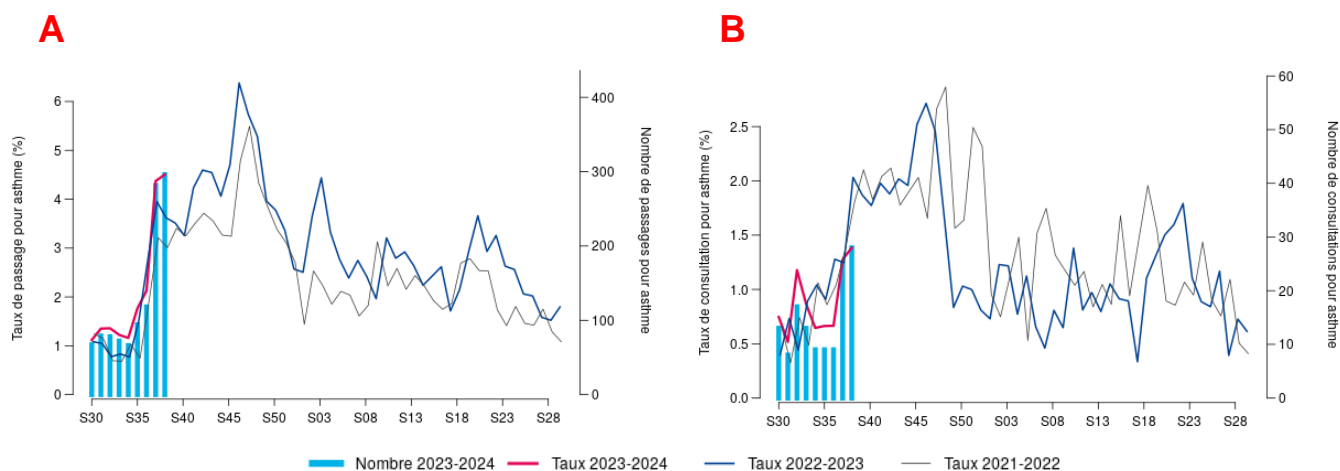 A
B
Taux de passage pour asthme (%)
6
5
4
3
2
1
0
400
300
200
100
0
Nombre de passages pour asthme
S30 S35 S40 S45 S50 S03 S08 S13 S18 S23 S28
Taux de consultation pour asthme (%)
2.5
2.0
1.5
1.0
0.5
0.0
60
50
40
30
20
10
0
Nombre de consultations pour asthme
S30 S35 S40 S45 S50 S03 S08 S13 S18 S23 S28
Nombre 2023-2024 Taux 2023-2024 Taux 2022-2023 Taux 2021-2022